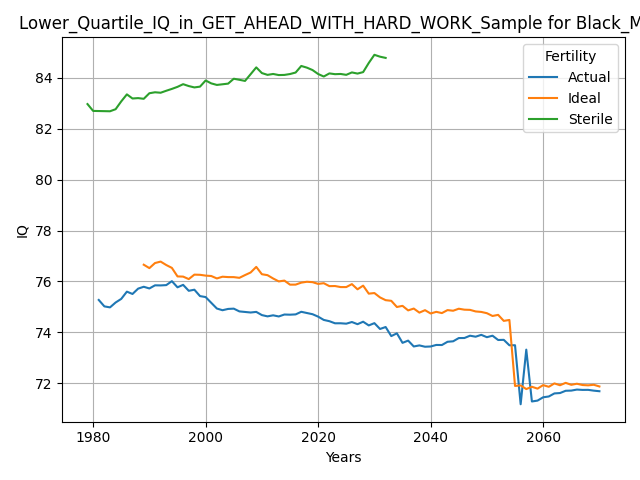 Lower_Quartile_IQ_in_GET_AHEAD_WITH_HARD_WORK_Sample for Black_M
Fertility
Actual
Ideal
Sterile
84
82
80
78
76
74
72
IQ
1980
2000
2020
2040
2060
Years